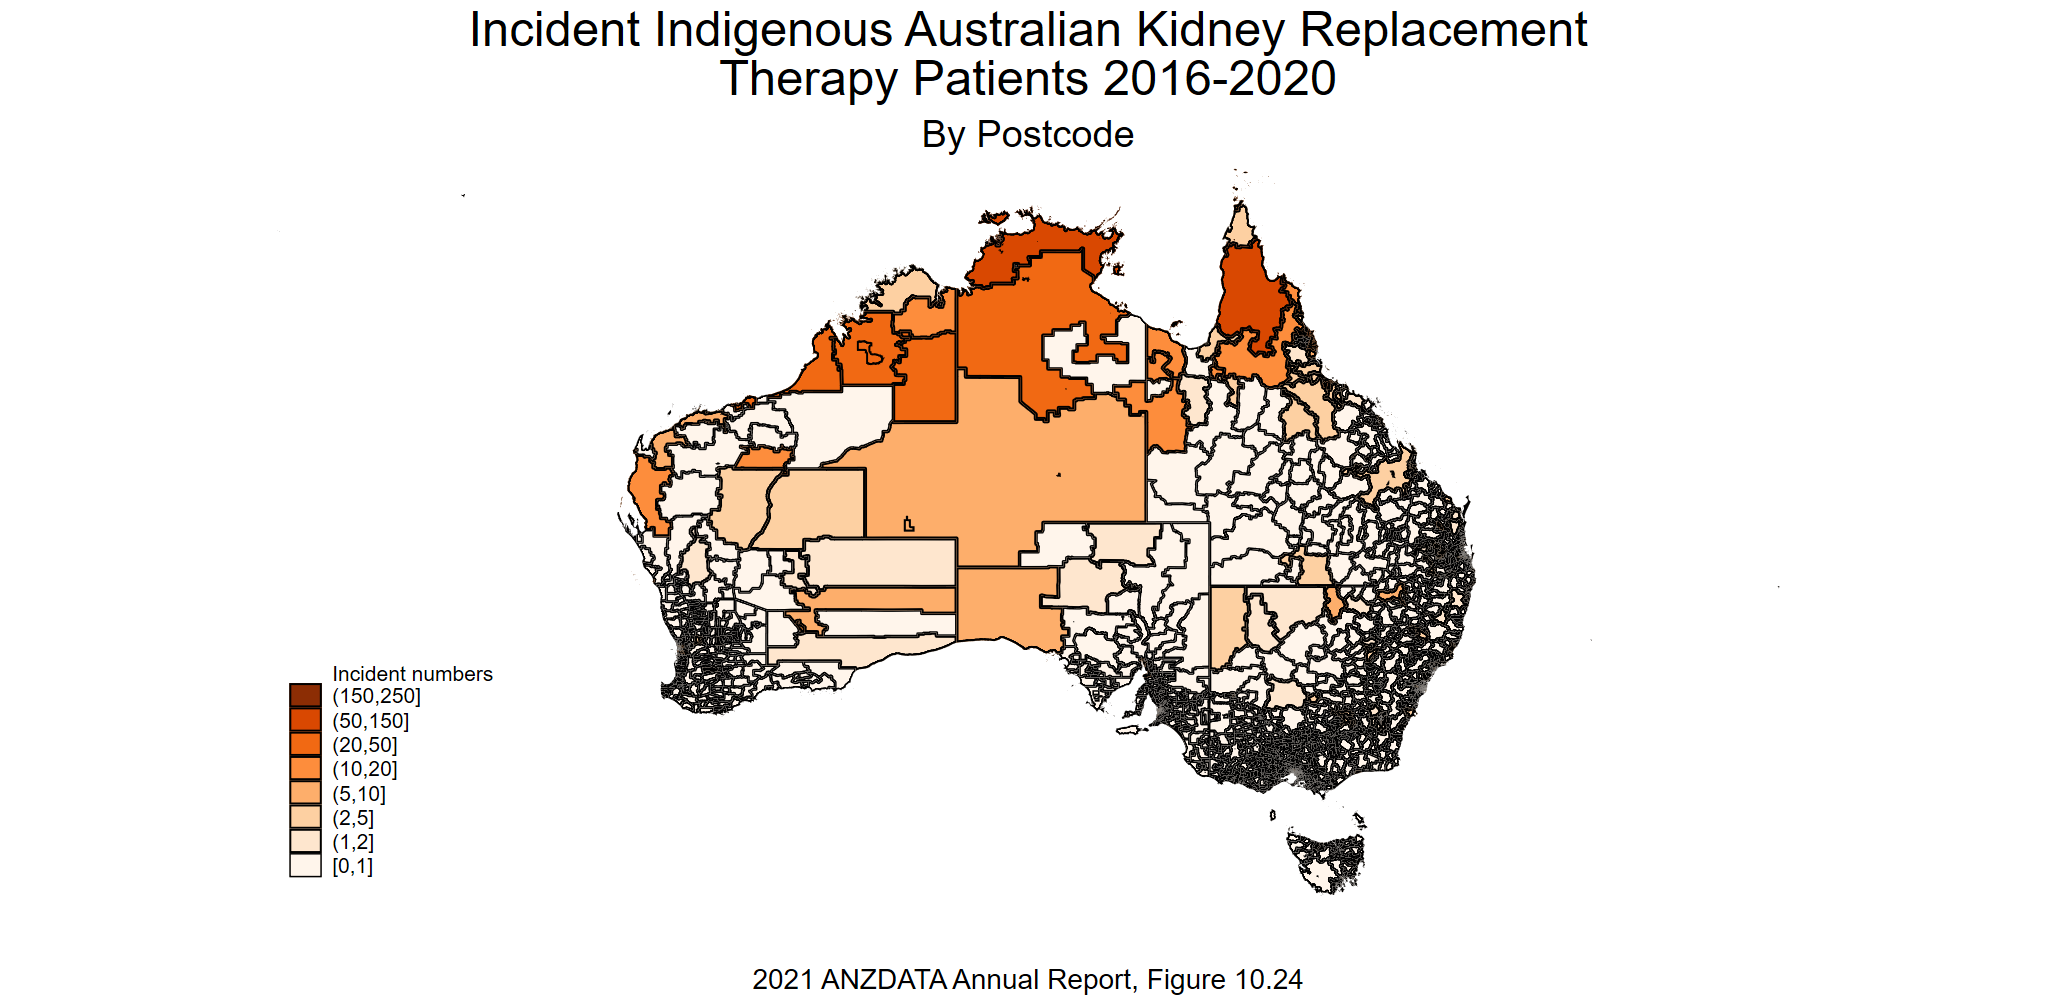 Incident Indigenous Australian Kidney Replacement
Therapy Patients 2016-2020
By Postcode
Incident numbers
(150,250]
(50,150]
(20,50]
(10,20]
(5,10]
(2,5]
(1,2]
[0,1]
2021 ANZDATA Annual Report, Figure 10.24